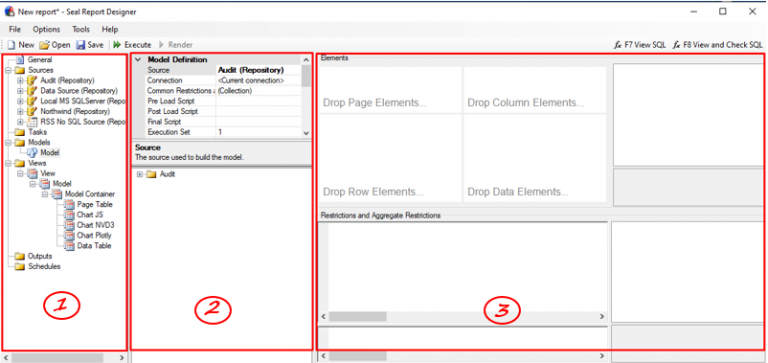 New report* - Seal Report Designer
File Options Tools Help
New Open Save Execute Render
fx F7 View SQL fx F8 View and Check SQL
General
Sources
Audit (Repository)
Data Source (Repository)
Local MS SQLServer (Repo
Northwind (Repository)
RSS No SQL Source (Repo
Tasks
Models
Model
Views
View
Model
Model Container
Page Table
Chart JS
Chart NVD3
Chart Plotly
Data Table
Outputs
Schedules
1
Model Definition
Source Audit (Repository)
Connection <Current connection>
Common Restrictions a (Collection)
Pre Load Script
Post Load Script
Final Script
Execution Set 1
Source
The source used to build the model.
Audit
2
Elements
Drop Page Elements...
Drop Column Elements...
Drop Row Elements...
Drop Data Elements...
Restrictions and Aggregate Restrictions
3